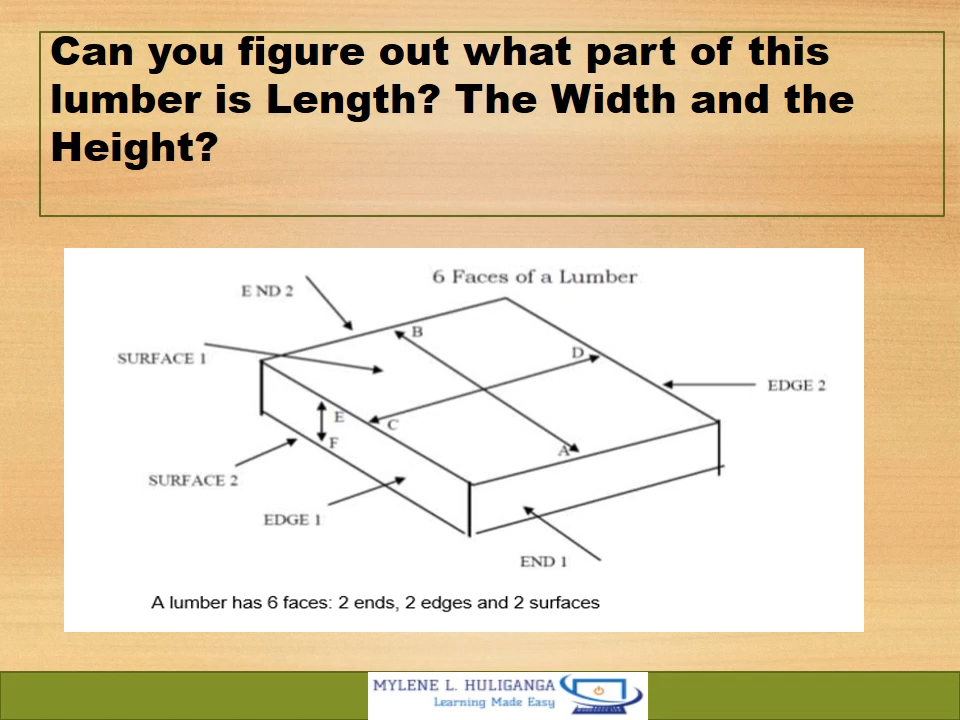 Can you figure out what part of this
lumber is Length? The Width and the
Height?
6 Faces of a Lumber
E ND 2
B
SURFACE 1
D
EDGE 2
E
C
F
A
SURFACE 2
EDGE 1
END 1
A lumber has 6 faces: 2 ends, 2 edges and 2 surfaces
MYLENE L. HULIGANGA
Learning Made Easy